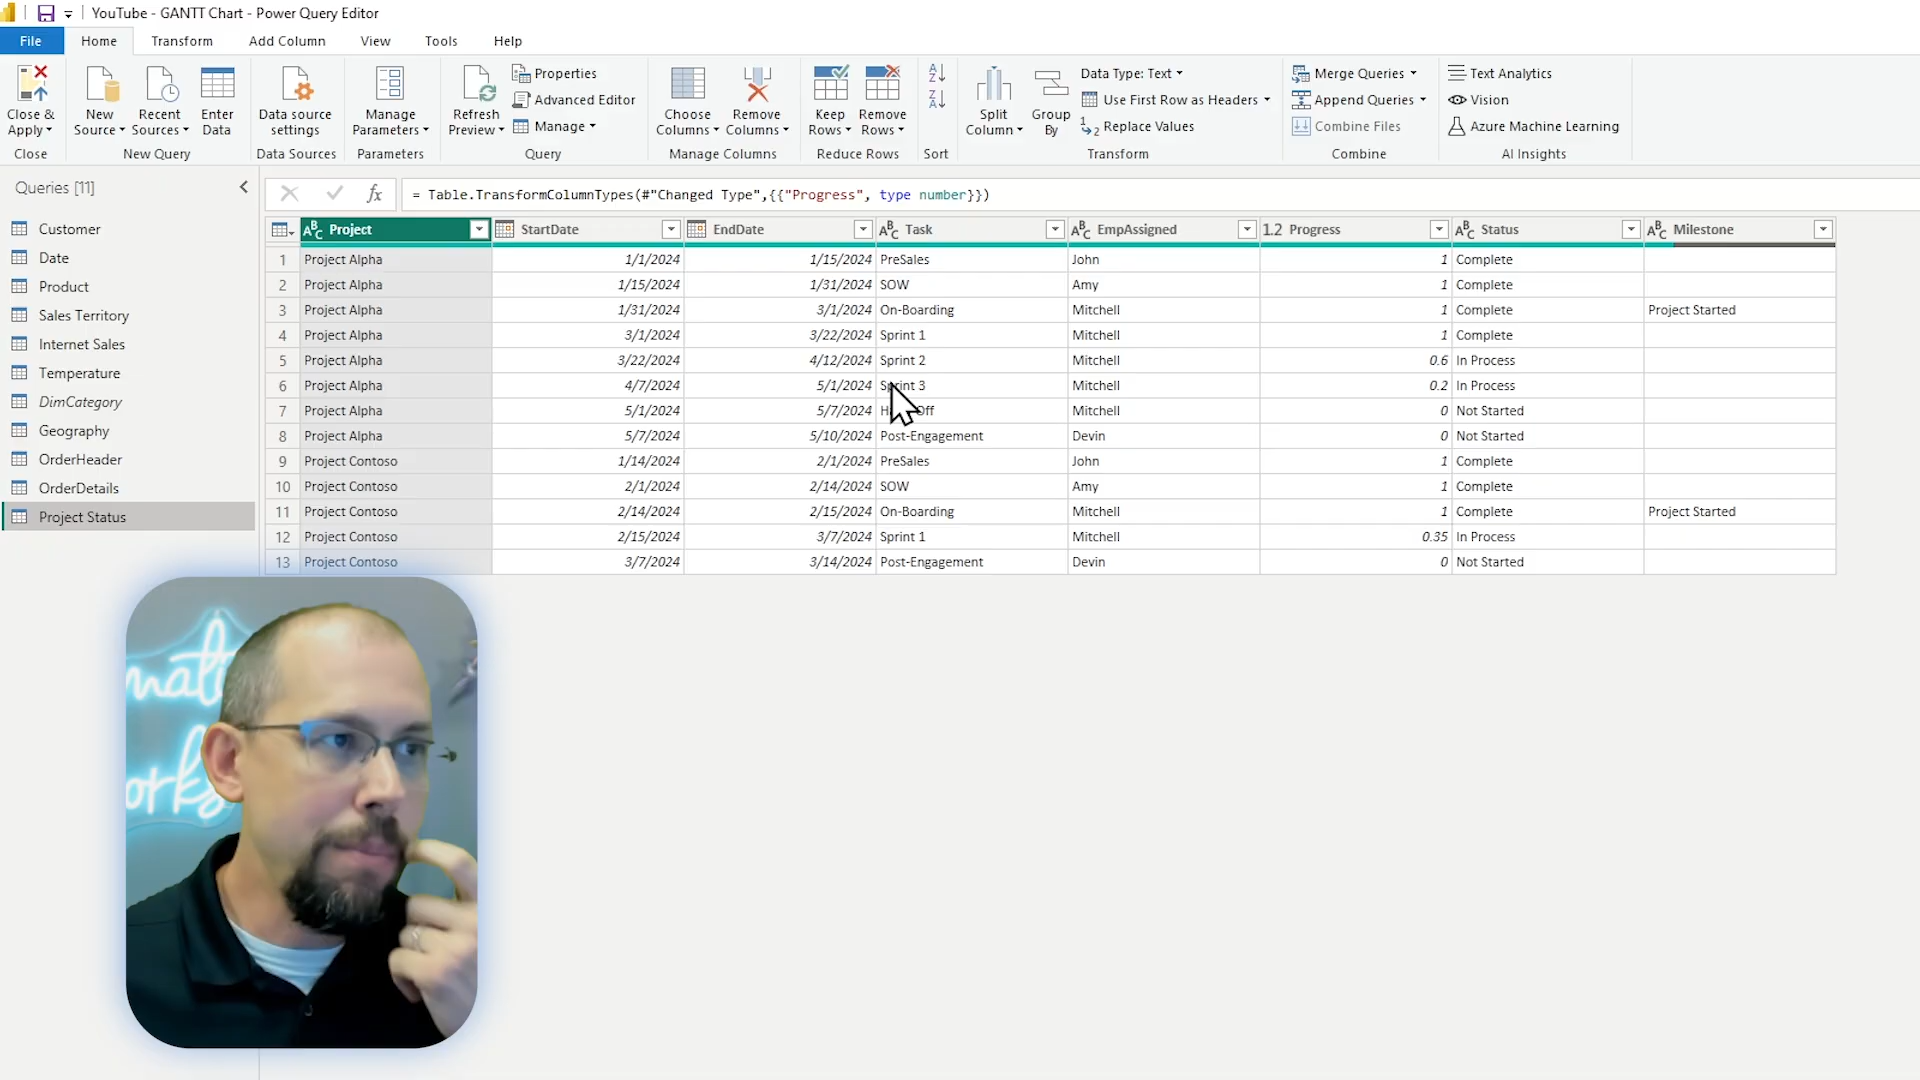 YouTube - GANTT Chart - Power Query Editor
File Home Transform Add Column View Tools Help
Close & Apply
New Source
Recent Sources
Enter Data
Data source settings
Manage Parameters
Refresh Preview
Properties
Advanced Editor
Manage
Choose Columns
Remove Columns
Keep Rows
Remove Rows
Split Column
Group By
Data Type: Text
Use First Row as Headers
Replace Values
Merge Queries
Append Queries
Combine Files
Text Analytics
Vision
Azure Machine Learning
Close New Query Data Sources Parameters Query Manage Columns Reduce Rows Sort Transform Combine AI Insights
Queries [11]
Customer
Date
Product
Sales Territory
Internet Sales
Temperature
DimCategory
Geography
OrderHeader
OrderDetails
Project Status
fx = Table.TransformColumnTypes(#"Changed Type",{{"Progress", type number}})
Project StartDate EndDate Task EmpAssigned 1.2 Progress Status Milestone
1 Project Alpha 1/1/2024 1/15/2024 PreSales John 1 Complete
2 Project Alpha 1/15/2024 1/31/2024 SOW Amy 1 Complete
3 Project Alpha 1/31/2024 3/1/2024 On-Boarding Mitchell 1 Complete Project Started
4 Project Alpha 3/1/2024 3/22/2024 Sprint 1 Mitchell 1 Complete
5 Project Alpha 3/22/2024 4/12/2024 Sprint 2 Mitchell 0.6 In Process
6 Project Alpha 4/7/2024 5/1/2024 Sprint 3 Mitchell 0.2 In Process
7 Project Alpha 5/1/2024 5/7/2024 Mitchell 0 Not Started
8 Project Alpha 5/7/2024 5/10/2024 Post-Engagement Devin 0 Not Started
9 Project Contoso 1/14/2024 2/1/2024 PreSales John 1 Complete
10 Project Contoso 2/1/2024 2/14/2024 SOW Amy 1 Complete
11 Project Contoso 2/14/2024 2/15/2024 On-Boarding Mitchell 1 Complete Project Started
12 Project Contoso 2/15/2024 3/7/2024 Sprint 1 Mitchell 0.35 In Process
13 Project Contoso 3/7/2024 3/14/2024 Post-Engagement Devin 0 Not Started